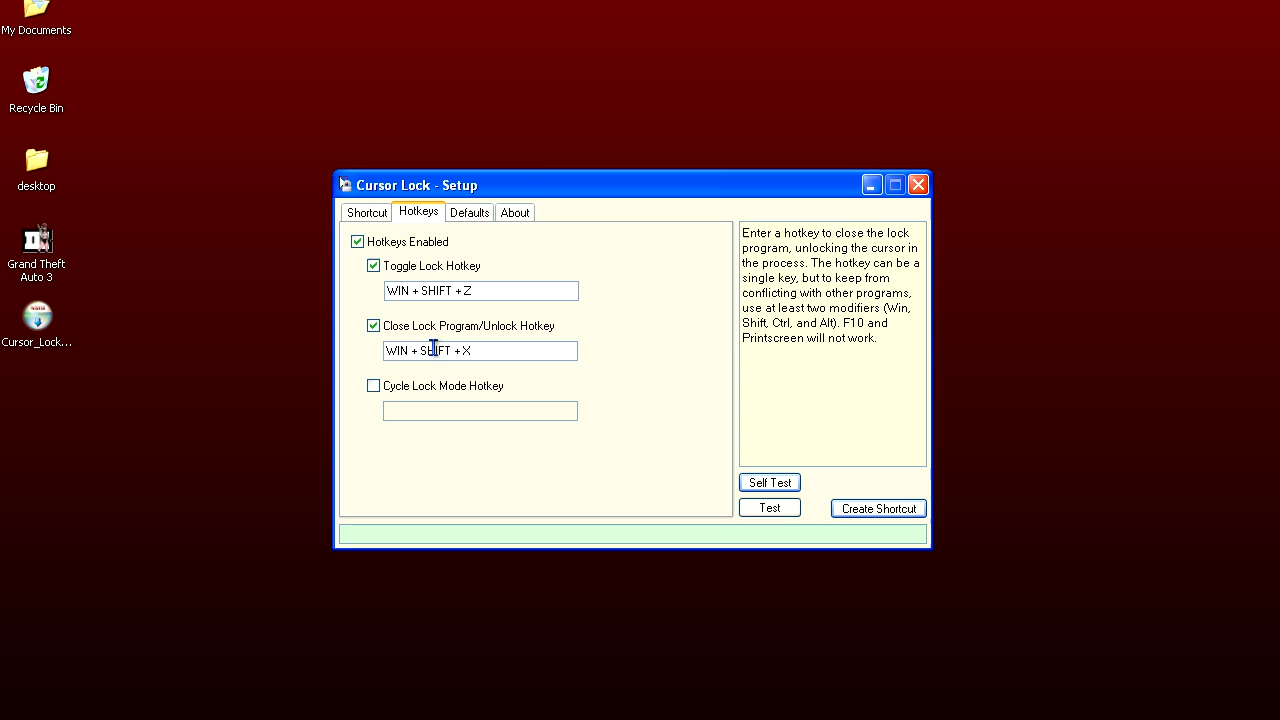 My Documents
Recycle Bin
desktop
Grand Theft
Auto 3
Cursor_Lock...
Cursor Lock - Setup
Shortcut Hotkeys Defaults About
Hotkeys Enabled
Toggle Lock Hotkey
WIN + SHIFT + Z
Close Lock Program/Unlock Hotkey
WIN + SHIFT + X
Cycle Lock Mode Hotkey
Enter a hotkey to close the lock
program, unlocking the cursor in
the process. The hotkey can be a
single key, but to keep from
conflicting with other programs,
use at least two modifiers (Win,
Shift, Ctrl, and Alt). F10 and
Printscreen will not work.
Self Test
Test
Create Shortcut